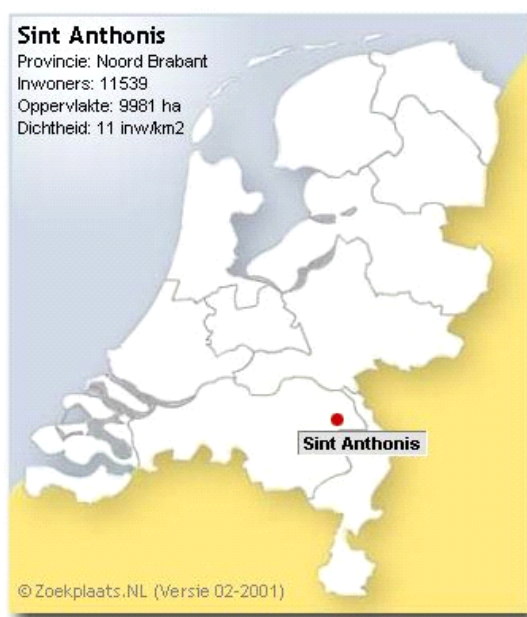 Sint Anthonis
Provincie: Noord Brabant
Inwoners: 11539
Oppervlakte: 9981 ha
Dichtheid: 11 inw/km2
Sint Anthonis
© Zoekplaats.NL (Versie 02-2001)